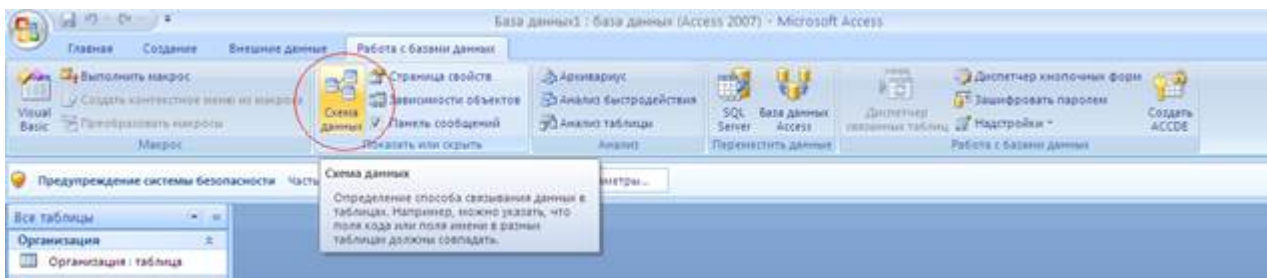 База данных1 : база данных (Access 2007) - Microsoft Access
Главная Создание Внешние данные Работа с базами данных
Visual Basic
Выполнить макрос
Создать контекстное меню из макроса
Преобразовать макросы
Макрос
Схема данных
Страница свойств
Зависимости объектов
Панель сообщений
Показать или скрыть
Архивариус
Анализ быстродействия
Анализ таблицы
Анализ
SQL Server
База данных Access
Переместить данные
Диспетчер связанных таблиц
Диспетчер кнопочных форм
Зашифровать паролем
Надстройки
Создать ACCDE
Работа с базами данных
Предупреждение системы безопасности Часть
Схема данных
Определение способа связывания данных в
таблицах. Например, можно указать, что
поля кода или поля имени в разных
таблицах должны совпадать.
Все таблицы
Организация
Организация : таблица